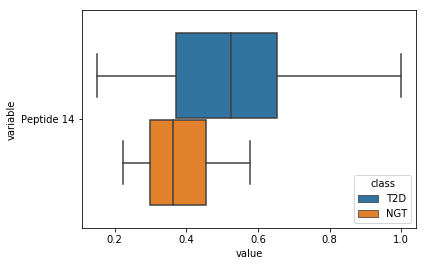 variable
Peptide 14
0.2 0.4 0.6 0.8 1.0
value
class
T2D
NGT